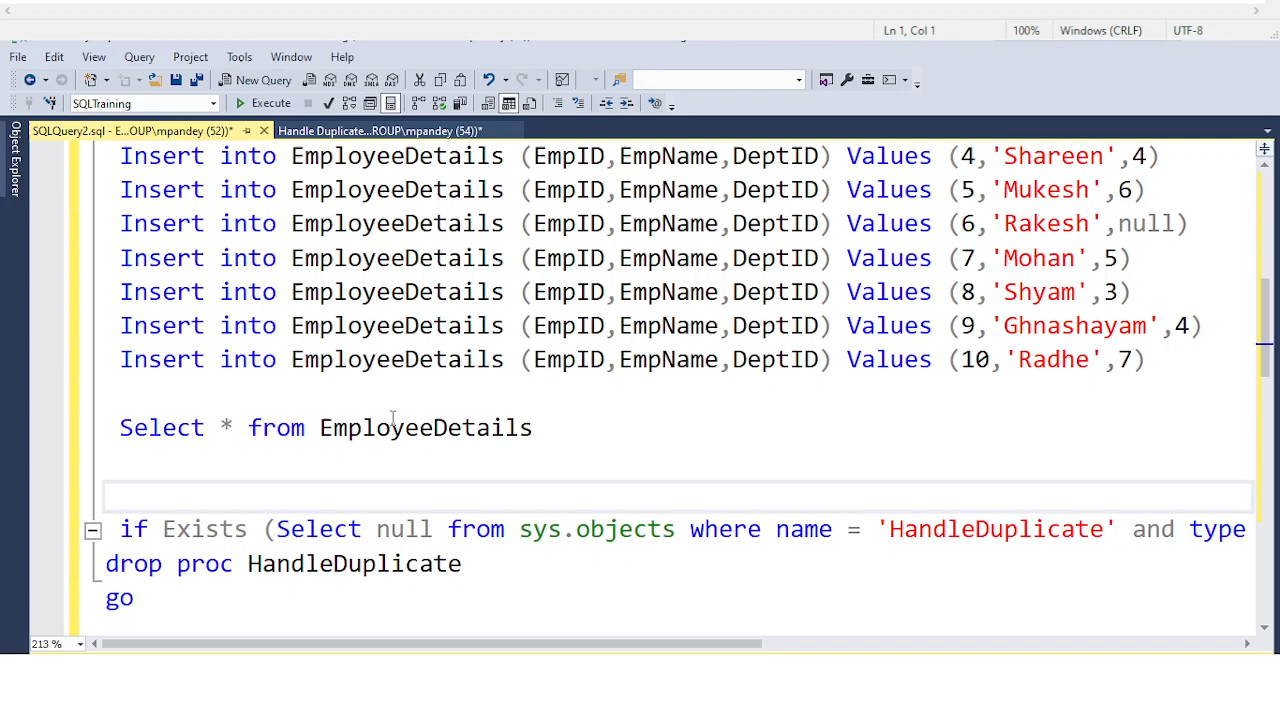 Ln 1, Col 1 100% Windows (CRLF) UTF-8
File Edit View Query Project Tools Window Help
New Query MDX DMX XMLA DAX
SQLTraining Execute
SQLQuery2.sql - E...OUP\mpandey (52))* Handle Duplicate...ROUP\mpandey (54))*
Object Explorer
Insert into EmployeeDetails (EmpID,EmpName,DeptID) Values (4,'Shareen',4)
Insert into EmployeeDetails (EmpID,EmpName,DeptID) Values (5,'Mukesh',6)
Insert into EmployeeDetails (EmpID,EmpName,DeptID) Values (6,'Rakesh',null)
Insert into EmployeeDetails (EmpID,EmpName,DeptID) Values (7,'Mohan',5)
Insert into EmployeeDetails (EmpID,EmpName,DeptID) Values (8,'Shyam',3)
Insert into EmployeeDetails (EmpID,EmpName,DeptID) Values (9,'Ghnashayam',4)
Insert into EmployeeDetails (EmpID,EmpName,DeptID) Values (10,'Radhe',7)
Select * from EmployeeDetails
if Exists (Select null from sys.objects where name = 'HandleDuplicate' and type
drop proc HandleDuplicate
go
213 %